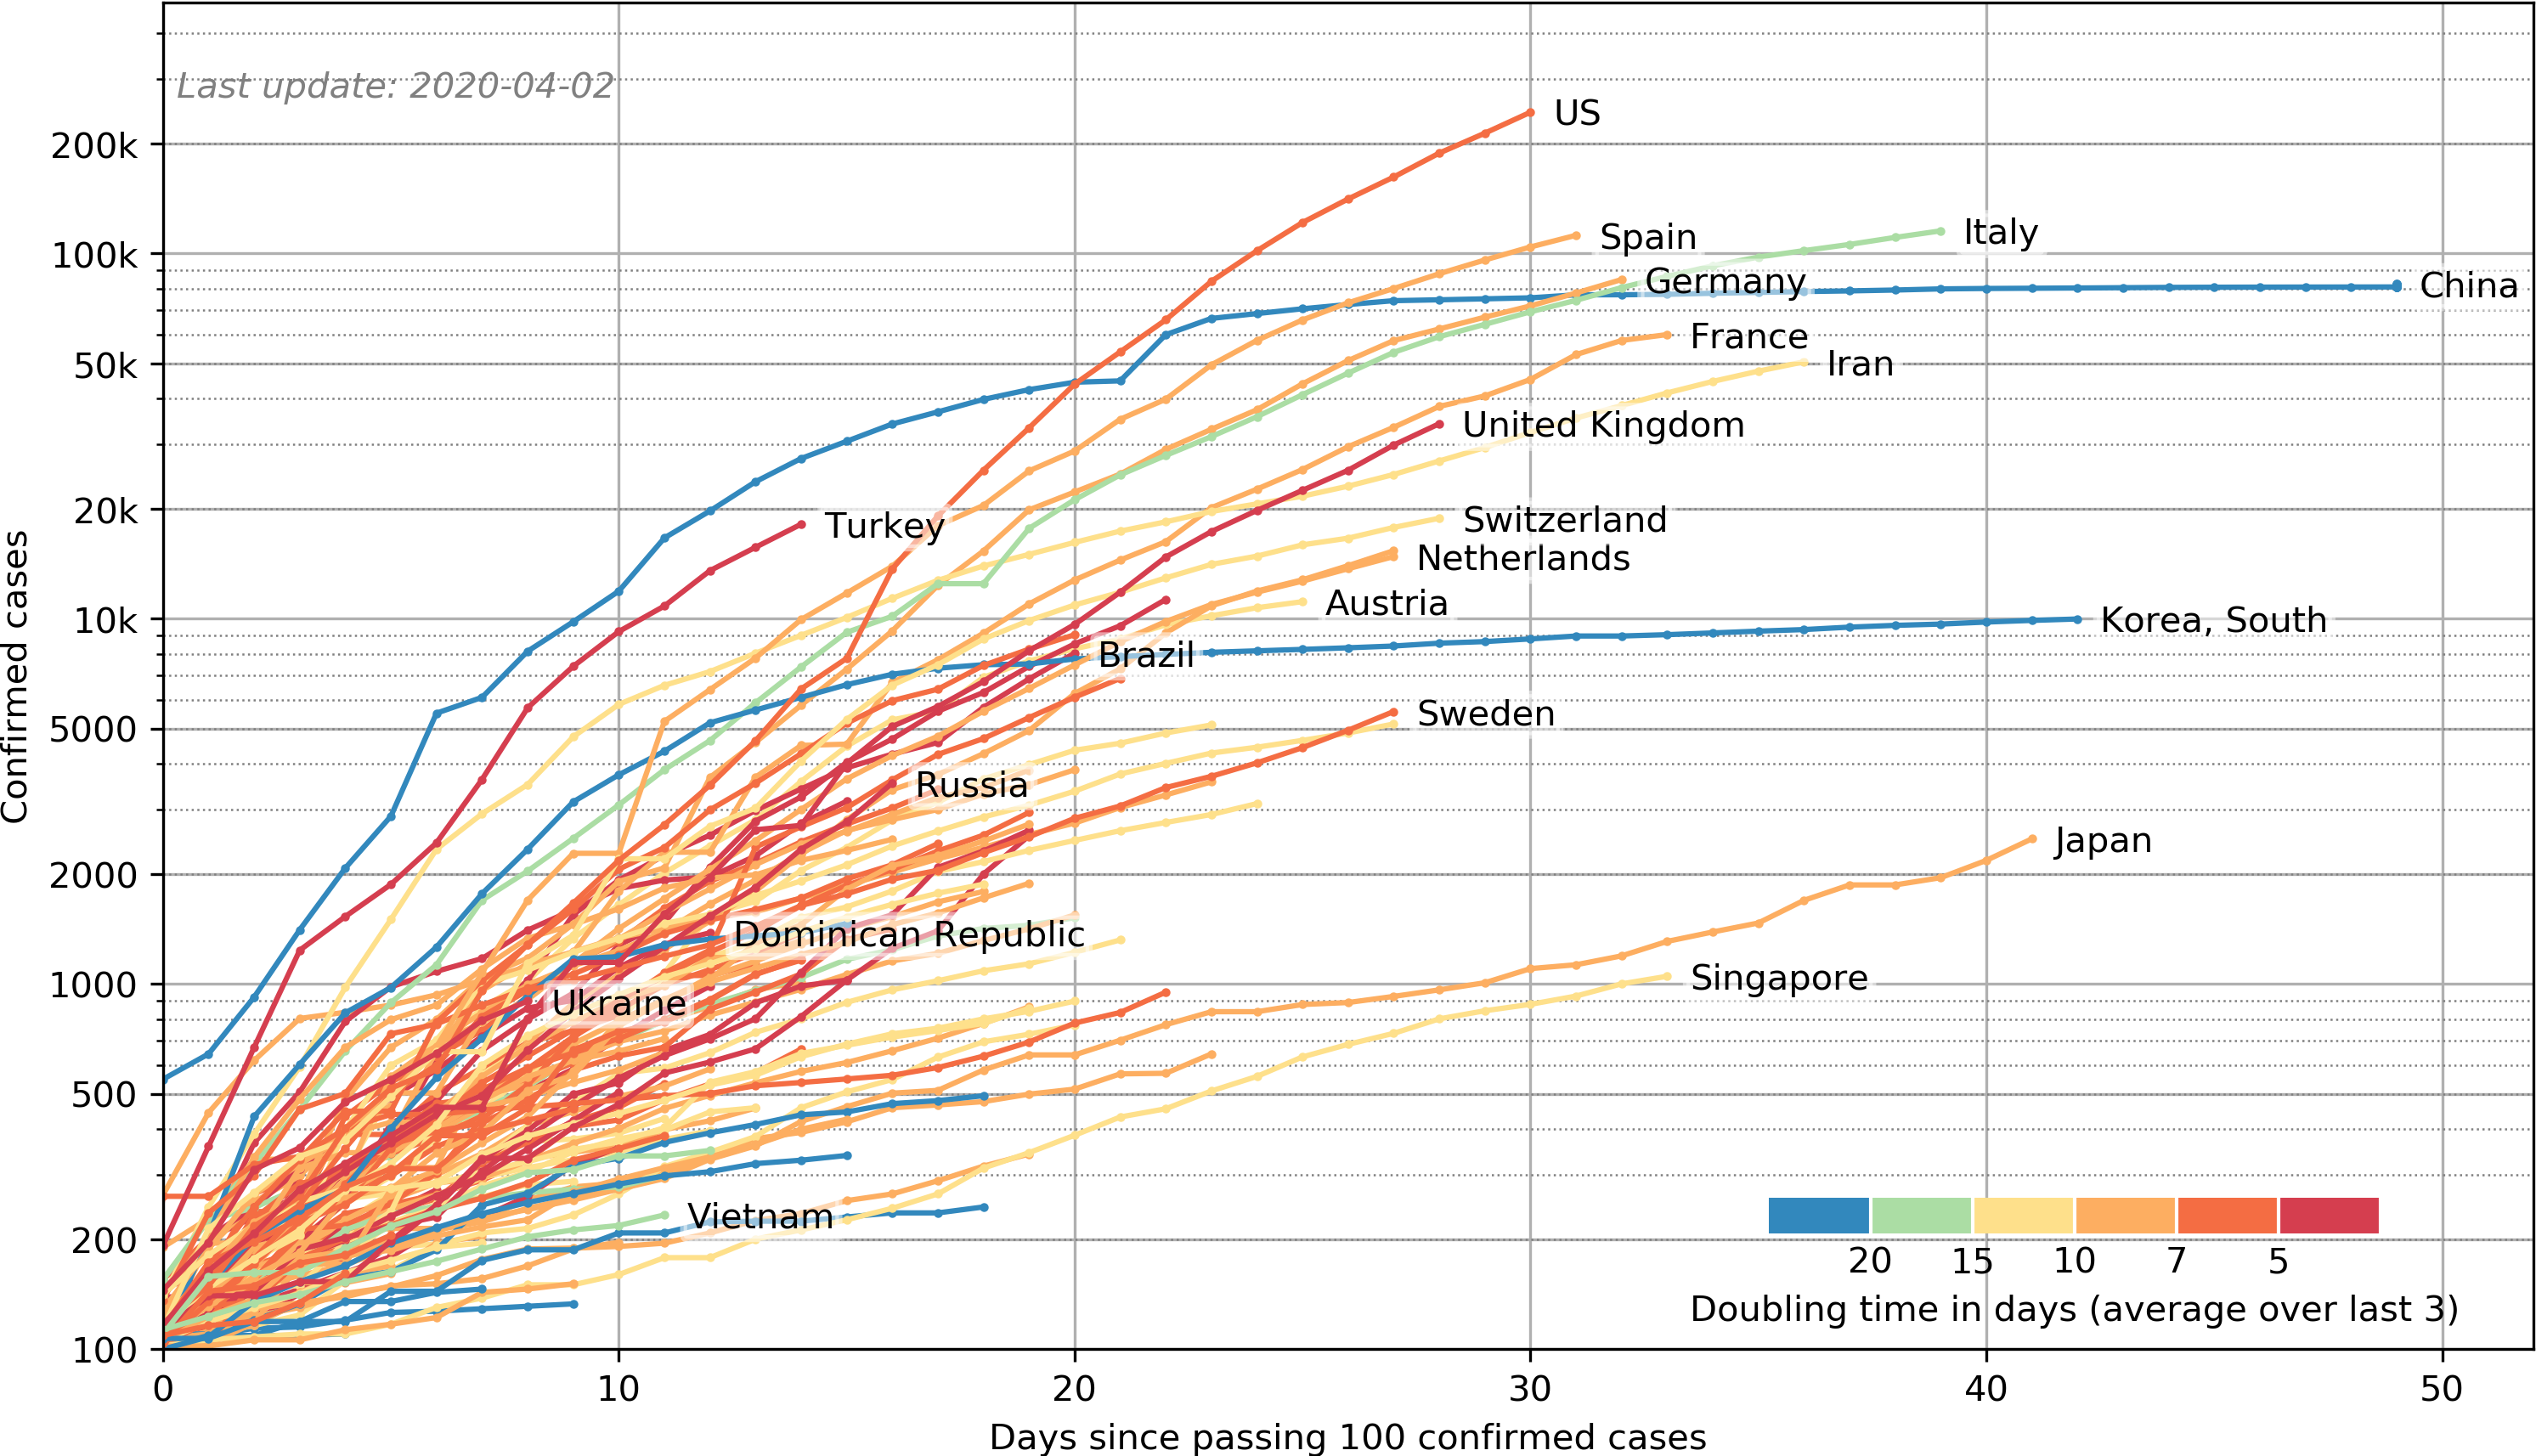 Last update: 2020-04-02
US
Spain
Italy
Germany
China
France
Iran
United Kingdom
Turkey
Switzerland
Netherlands
Austria
Korea, South
Brazil
Sweden
Russia
Japan
Dominican Republic
Singapore
Ukraine
Vietnam
200k
100k
50k
20k
10k
5000
2000
1000
500
200
100
Confirmed cases
20 15 10 7 5
Doubling time in days (average over last 3)
0 10 20 30 40 50
Days since passing 100 confirmed cases